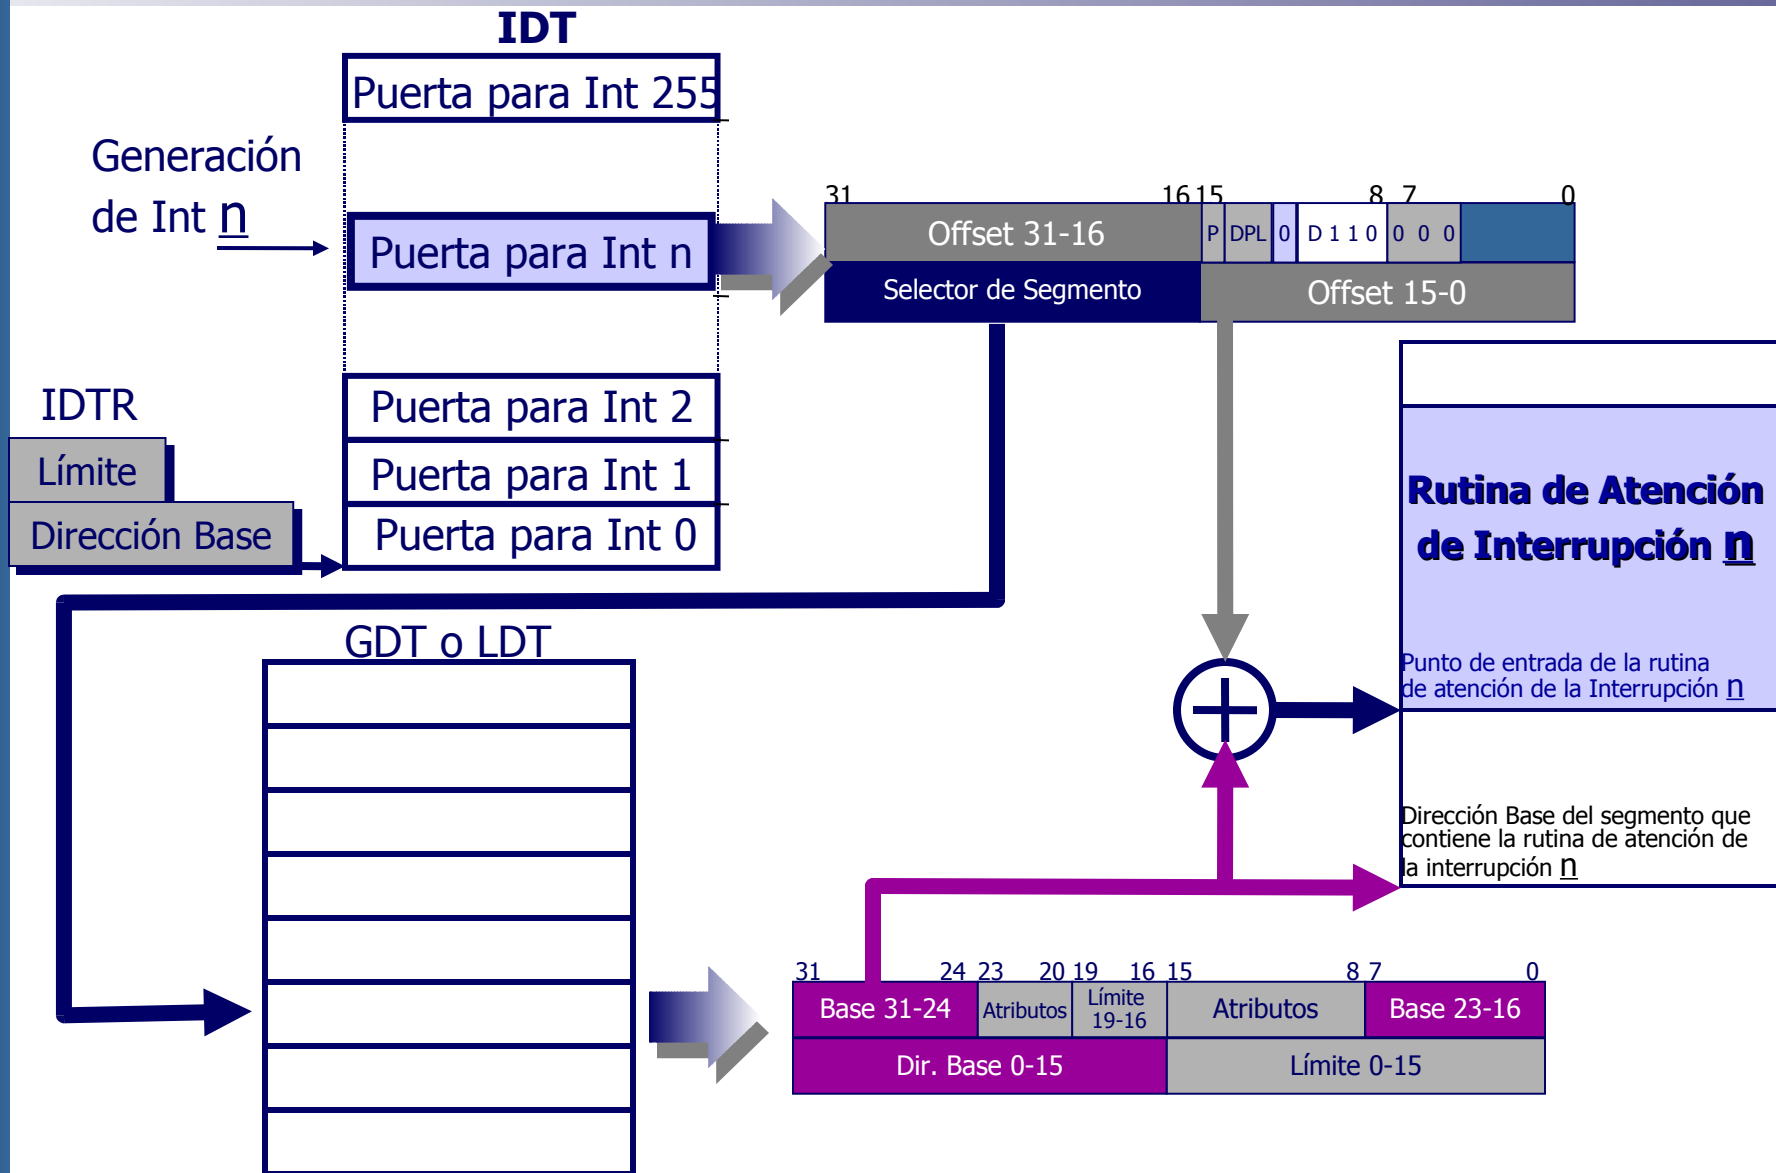 IDT
Puerta para Int 255
Generación
de Int n
Puerta para Int n
31 16 15 8 7 0
Offset 31-16 P DPL 0 D 1 1 0 0 0 0
Selector de Segmento Offset 15-0
Puerta para Int 2
Puerta para Int 1
Puerta para Int 0
IDTR
Límite
Dirección Base
Rutina de Atención
de Interrupción n
Punto de entrada de la rutina
de atención de la Interrupción n
Dirección Base del segmento que
contiene la rutina de atención de
la interrupción n
GDT o LDT
31 24 23 20 19 16 15 8 7 0
Base 31-24 Atributos Límite
19-16 Atributos Base 23-16
Dir. Base 0-15 Límite 0-15